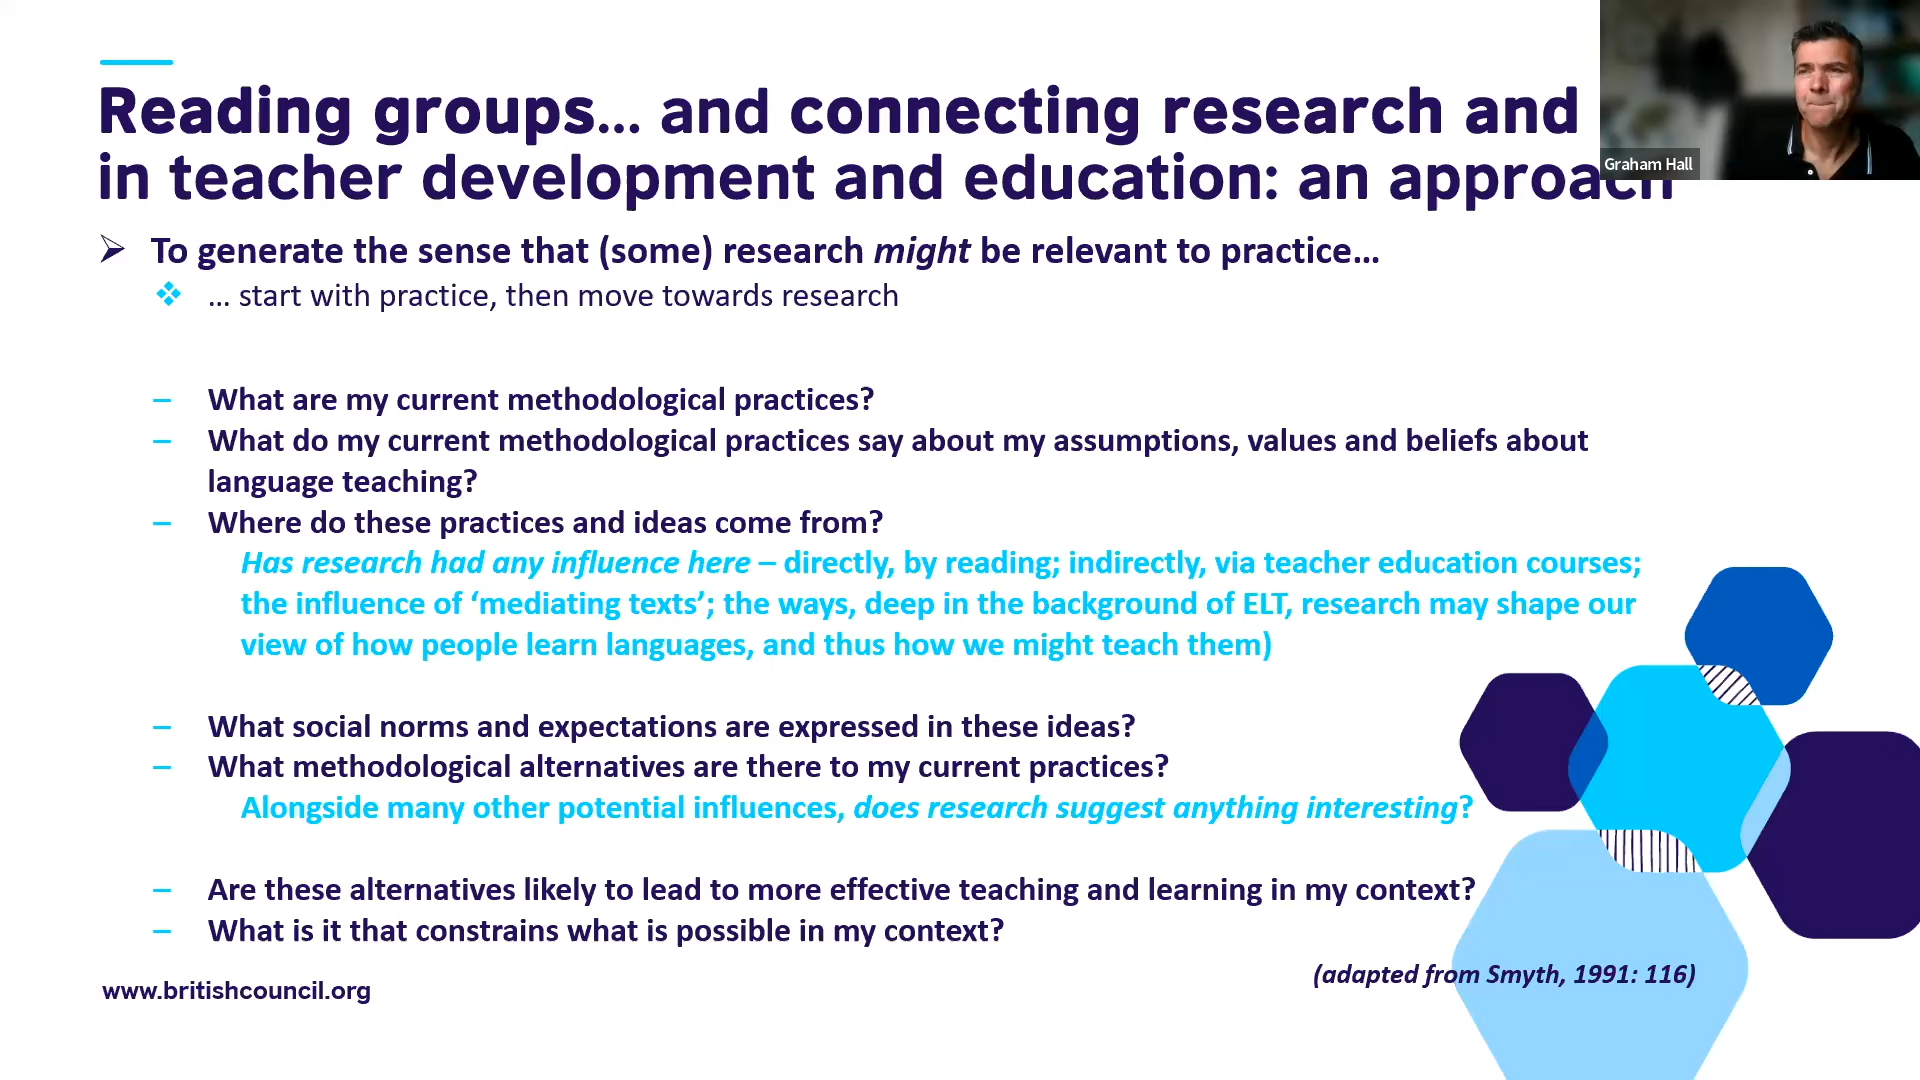 Reading groups... and connecting research and
in teacher development and education: an approach
Graham Hall
➢ To generate the sense that (some) research might be relevant to practice...
❖ ... start with practice, then move towards research
– What are my current methodological practices?
– What do my current methodological practices say about my assumptions, values and beliefs about
language teaching?
– Where do these practices and ideas come from?
Has research had any influence here – directly, by reading; indirectly, via teacher education courses;
the influence of ‘mediating texts’; the ways, deep in the background of ELT, research may shape our
view of how people learn languages, and thus how we might teach them)
– What social norms and expectations are expressed in these ideas?
– What methodological alternatives are there to my current practices?
Alongside many other potential influences, does research suggest anything interesting?
– Are these alternatives likely to lead to more effective teaching and learning in my context?
– What is it that constrains what is possible in my context?
(adapted from Smyth, 1991: 116)
www.britishcouncil.org